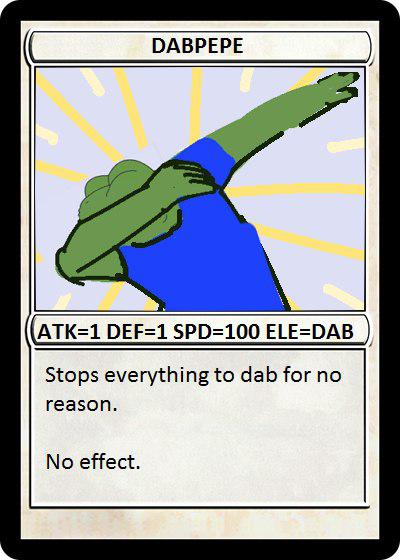 DABPEPE
ATK=1 DEF=1 SPD=100 ELE=DAB
Stops everything to dab for no
reason.
No effect.